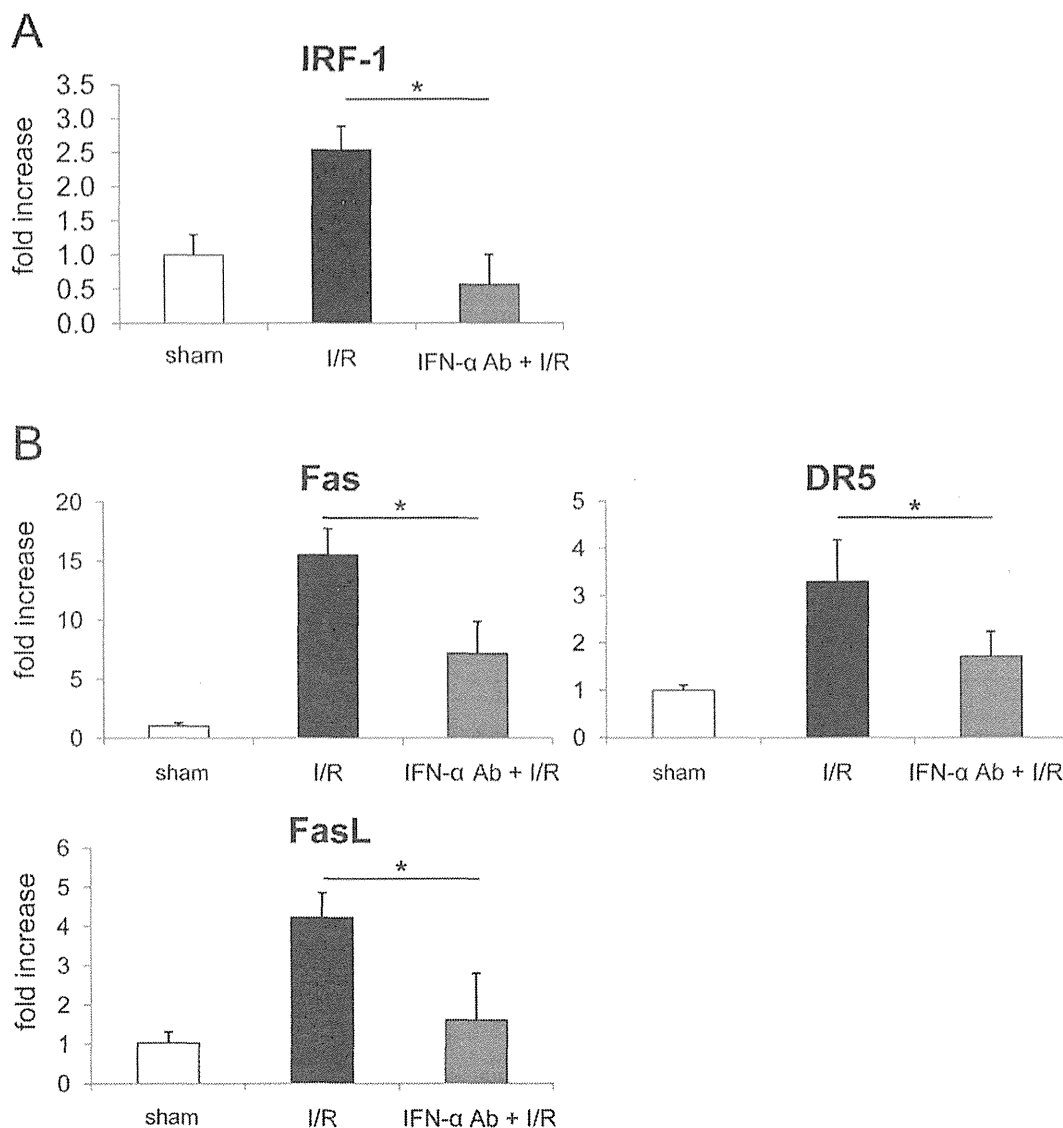 A
IRF-1
fold increase
3.5
3.0
2.5
2.0
1.5
1.0
0.5
0.0
*
sham I/R IFN-α Ab + I/R
B
Fas
fold increase
20
15
10
5
0
*
sham I/R IFN-α Ab + I/R
DR5
5
4
3
2
1
0
*
sham I/R IFN-α Ab + I/R
FasL
fold increase
6
5
4
3
2
1
0
*
sham I/R IFN-α Ab + I/R